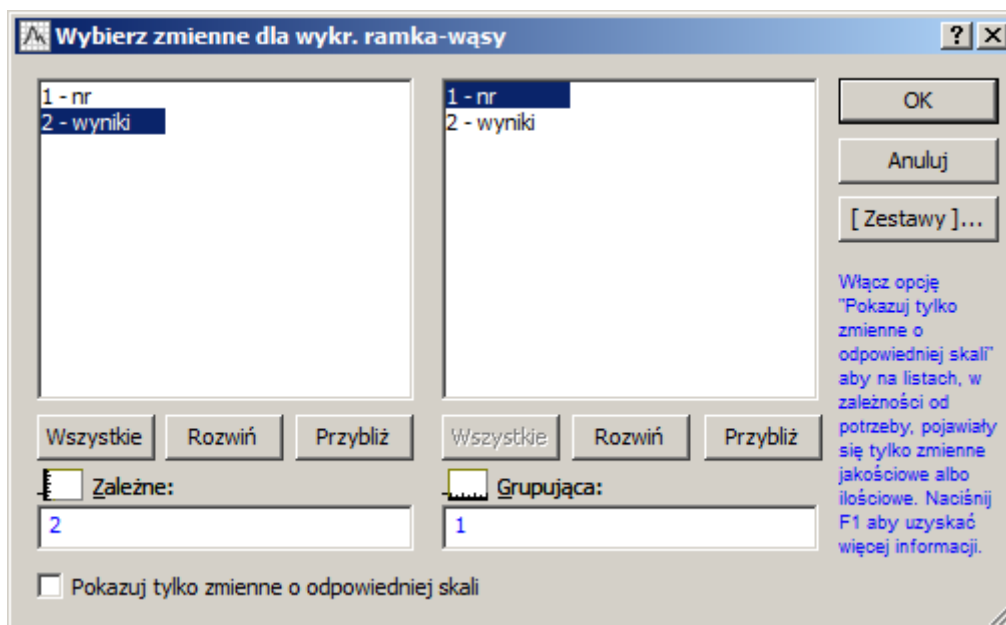 Wybierz zmienne dla wykr. ramka-wąsy
1 - nr
2 - wyniki
1 - nr
2 - wyniki
OK
Anuluj
[ Zestawy ]...
Włącz opcję
"Pokazuj tylko
zmienne o
odpowiedniej skali"
aby na listach, w
zależności od
potrzeby, pojawiały
się tylko zmienne
jakościowe albo
ilościowe. Naciśnij
F1 aby uzyskać
więcej informacji.
Wszystkie Rozwiń Przybliż
Wszystkie Rozwiń Przybliż
Zależne:
2
Grupująca:
1
Pokazuj tylko zmienne o odpowiedniej skali